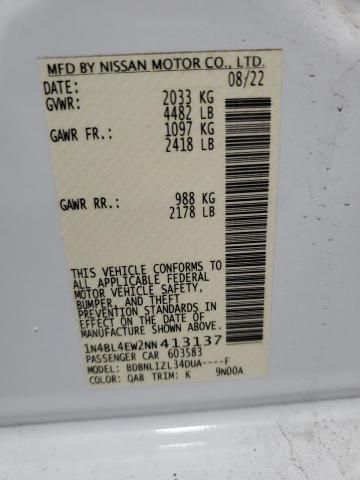 MFD BY NISSAN MOTOR CO., LTD.
DATE: 08/22
GVWR: 2033 KG
4482 LB
GAWR FR.: 1097 KG
2418 LB
GAWR RR.: 988 KG
2178 LB
THIS VEHICLE CONFORMS TO
ALL APPLICABLE FEDERAL
MOTOR VEHICLE SAFETY,
BUMPER, AND THEFT
PREVENTION STANDARDS
IN EFFECT ON THE DATE OF
MANUFACTURE SHOWN ABOVE.
1N4BL4EW2NN413137
PASSENGER CAR 603583
MODEL: BDBNLIZL34DUA----F
COLOR: QAB TRIM: K 9N00A